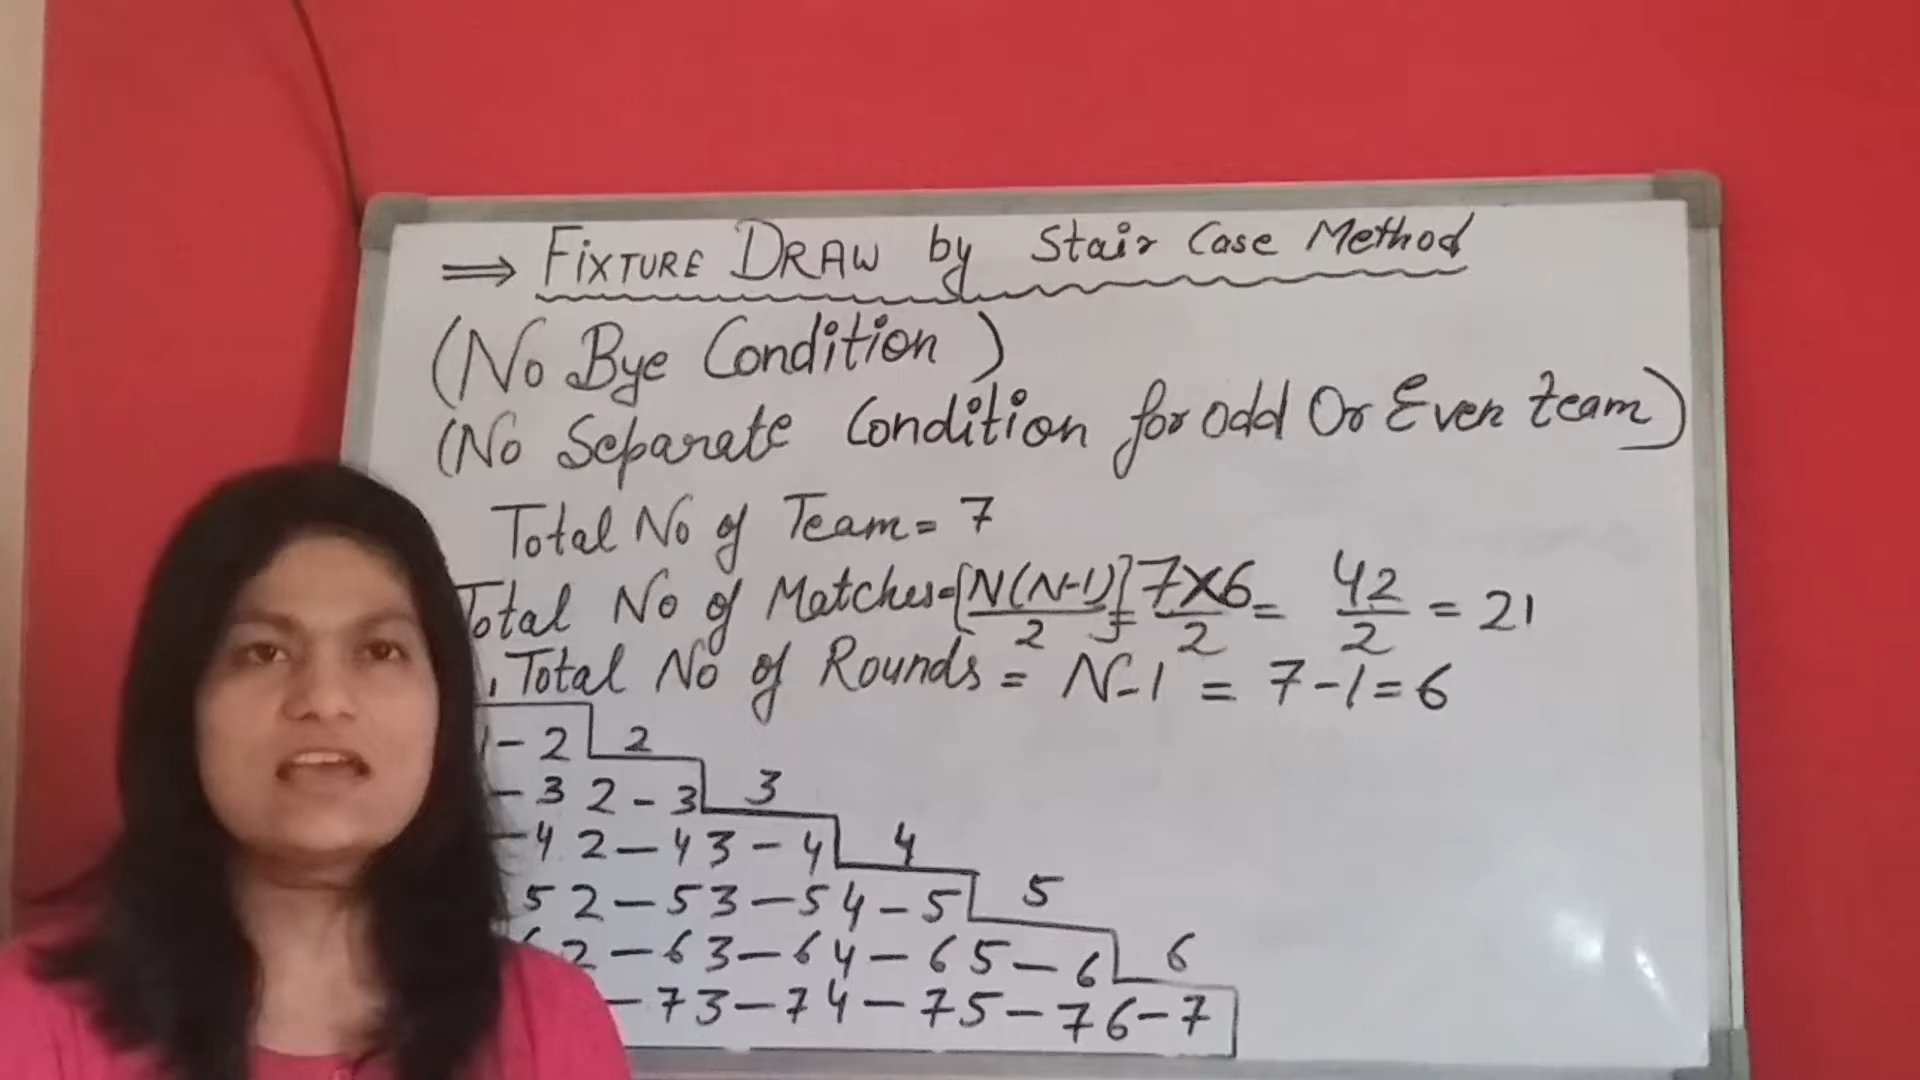 ⇒ FIXTURE DRAW by Stair Case Method
(No Bye Condition)
(No Separate Condition for odd Or Even team)
Total No of Team = 7
Total No of Matches = [N(N-1)/2] = 7X6/2 = 42/2 = 21
Total No of Rounds = N-1 = 7-1=6
1-2 2
-3 2-3 3
-4 2-4 3-4 4
5 2-5 3-5 4-5 5
6 2-6 3-6 4-6 5-6 6
-7 3-7 4-7 5-7 6-7